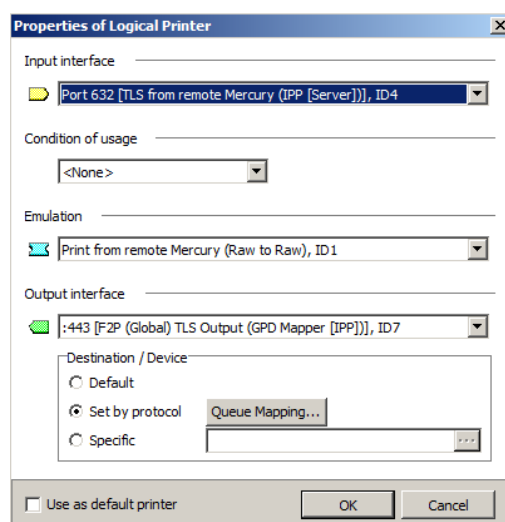 Properties of Logical Printer
Input interface
Port 632 [TLS from remote Mercury (IPP [Server])], ID4
Condition of usage
<None>
Emulation
Print from remote Mercury (Raw to Raw), ID1
Output interface
:443 [F2P (Global) TLS Output (GPD Mapper [IPP])], ID7
Destination / Device
Default
Set by protocol Queue Mapping...
Specific ...
Use as default printer OK Cancel